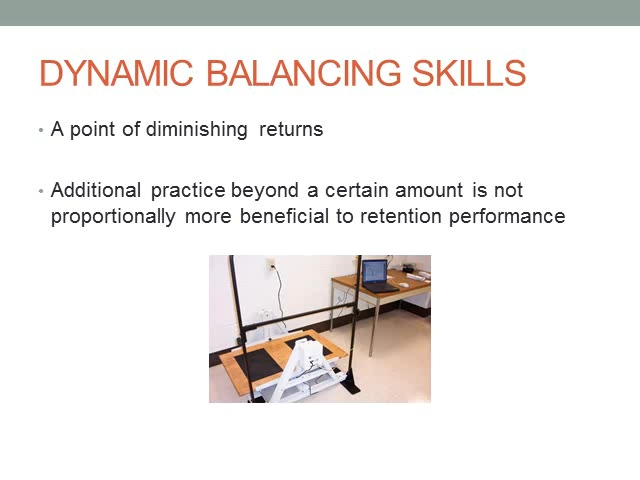 DYNAMIC BALANCING SKILLS
• A point of diminishing returns
• Additional practice beyond a certain amount is not
proportionally more beneficial to retention performance